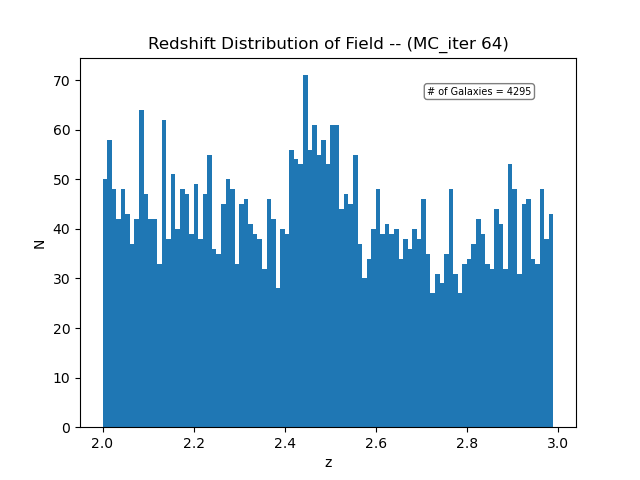 Redshift Distribution of Field -- (MC_iter 64)
# of Galaxies = 4295
N
70
60
50
40
30
20
10
0
2.0 2.2 2.4 2.6 2.8 3.0
z